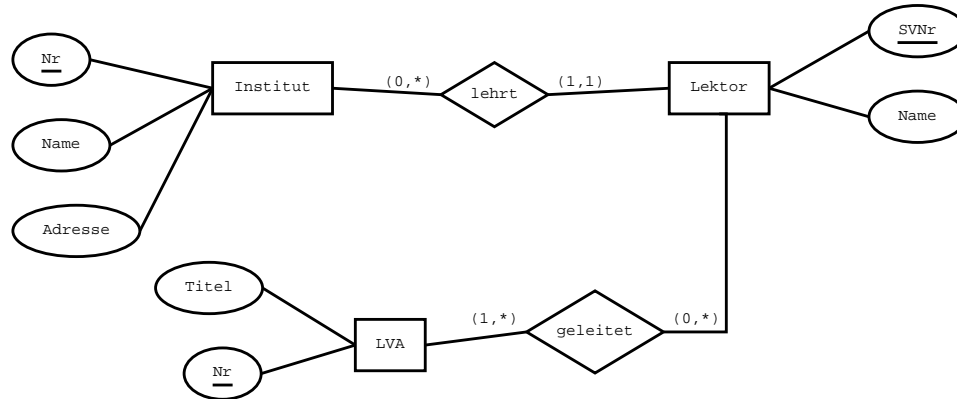 SVNr
Nr
Institut
(0,*)
lehrt
(1,1)
Lektor
Name
Name
Adresse
Titel
(1,*)
geleitet
(0,*)
LVA
Nr